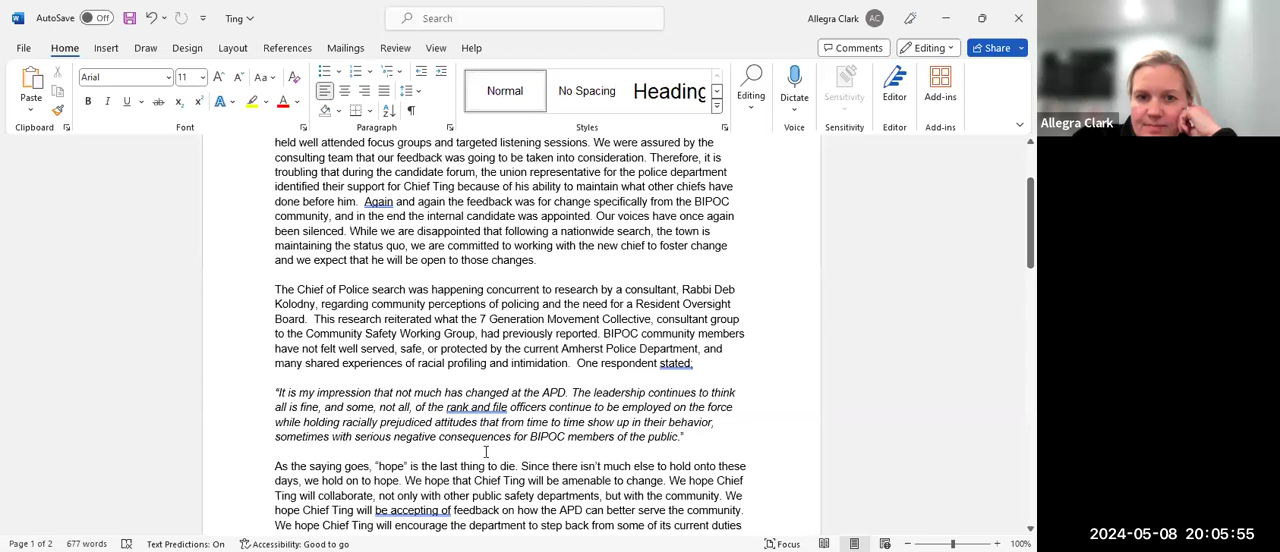 AutoSave Off Ting Search Allegra Clark AC
File Home Insert Draw Design Layout References Mailings Review View Help Comments Editing Share
Paste Arial 11 Aa Normal No Spacing Heading Editing Dictate Sensitivity Editor Add-ins
Clipboard Font Paragraph Styles Voice Sensitivity Editor Add-ins
Allegra Clark
held well attended focus groups and targeted listening sessions. We were assured by the
consulting team that our feedback was going to be taken into consideration. Therefore, it is
troubling that during the candidate forum, the union representative for the police department
identified their support for Chief Ting because of his ability to maintain what other chiefs have
done before him. Again and again the feedback was for change specifically from the BIPOC
community, and in the end the internal candidate was appointed. Our voices have once again
been silenced. While we are disappointed that following a nationwide search, the town is
maintaining the status quo, we are committed to working with the new chief to foster change
and we expect that he will be open to those changes.
The Chief of Police search was happening concurrent to research by a consultant, Rabbi Deb
Kolodny, regarding community perceptions of policing and the need for a Resident Oversight
Board. This research reiterated what the 7 Generation Movement Collective, consultant group
to the Community Safety Working Group, had previously reported. BIPOC community members
have not felt well served, safe, or protected by the current Amherst Police Department, and
many shared experiences of racial profiling and intimidation. One respondent stated;
“It is my impression that not much has changed at the APD. The leadership continues to think
all is fine, and some, not all, of the rank and file officers continue to be employed on the force
while holding racially prejudiced attitudes that from time to time show up in their behavior,
sometimes with serious negative consequences for BIPOC members of the public.”
As the saying goes, “hope” is the last thing to die. Since there isn’t much else to hold onto these
days, we hold on to hope. We hope that Chief Ting will be amenable to change. We hope Chief
Ting will collaborate, not only with other public safety departments, but with the community. We
hope Chief Ting will be accepting of feedback on how the APD can better serve the community.
We hope Chief Ting will encourage the department to step back from some of its current duties
Page 1 of 2 677 words Text Predictions: On Accessibility: Good to go Focus 100%
2024-05-08 20:05:55